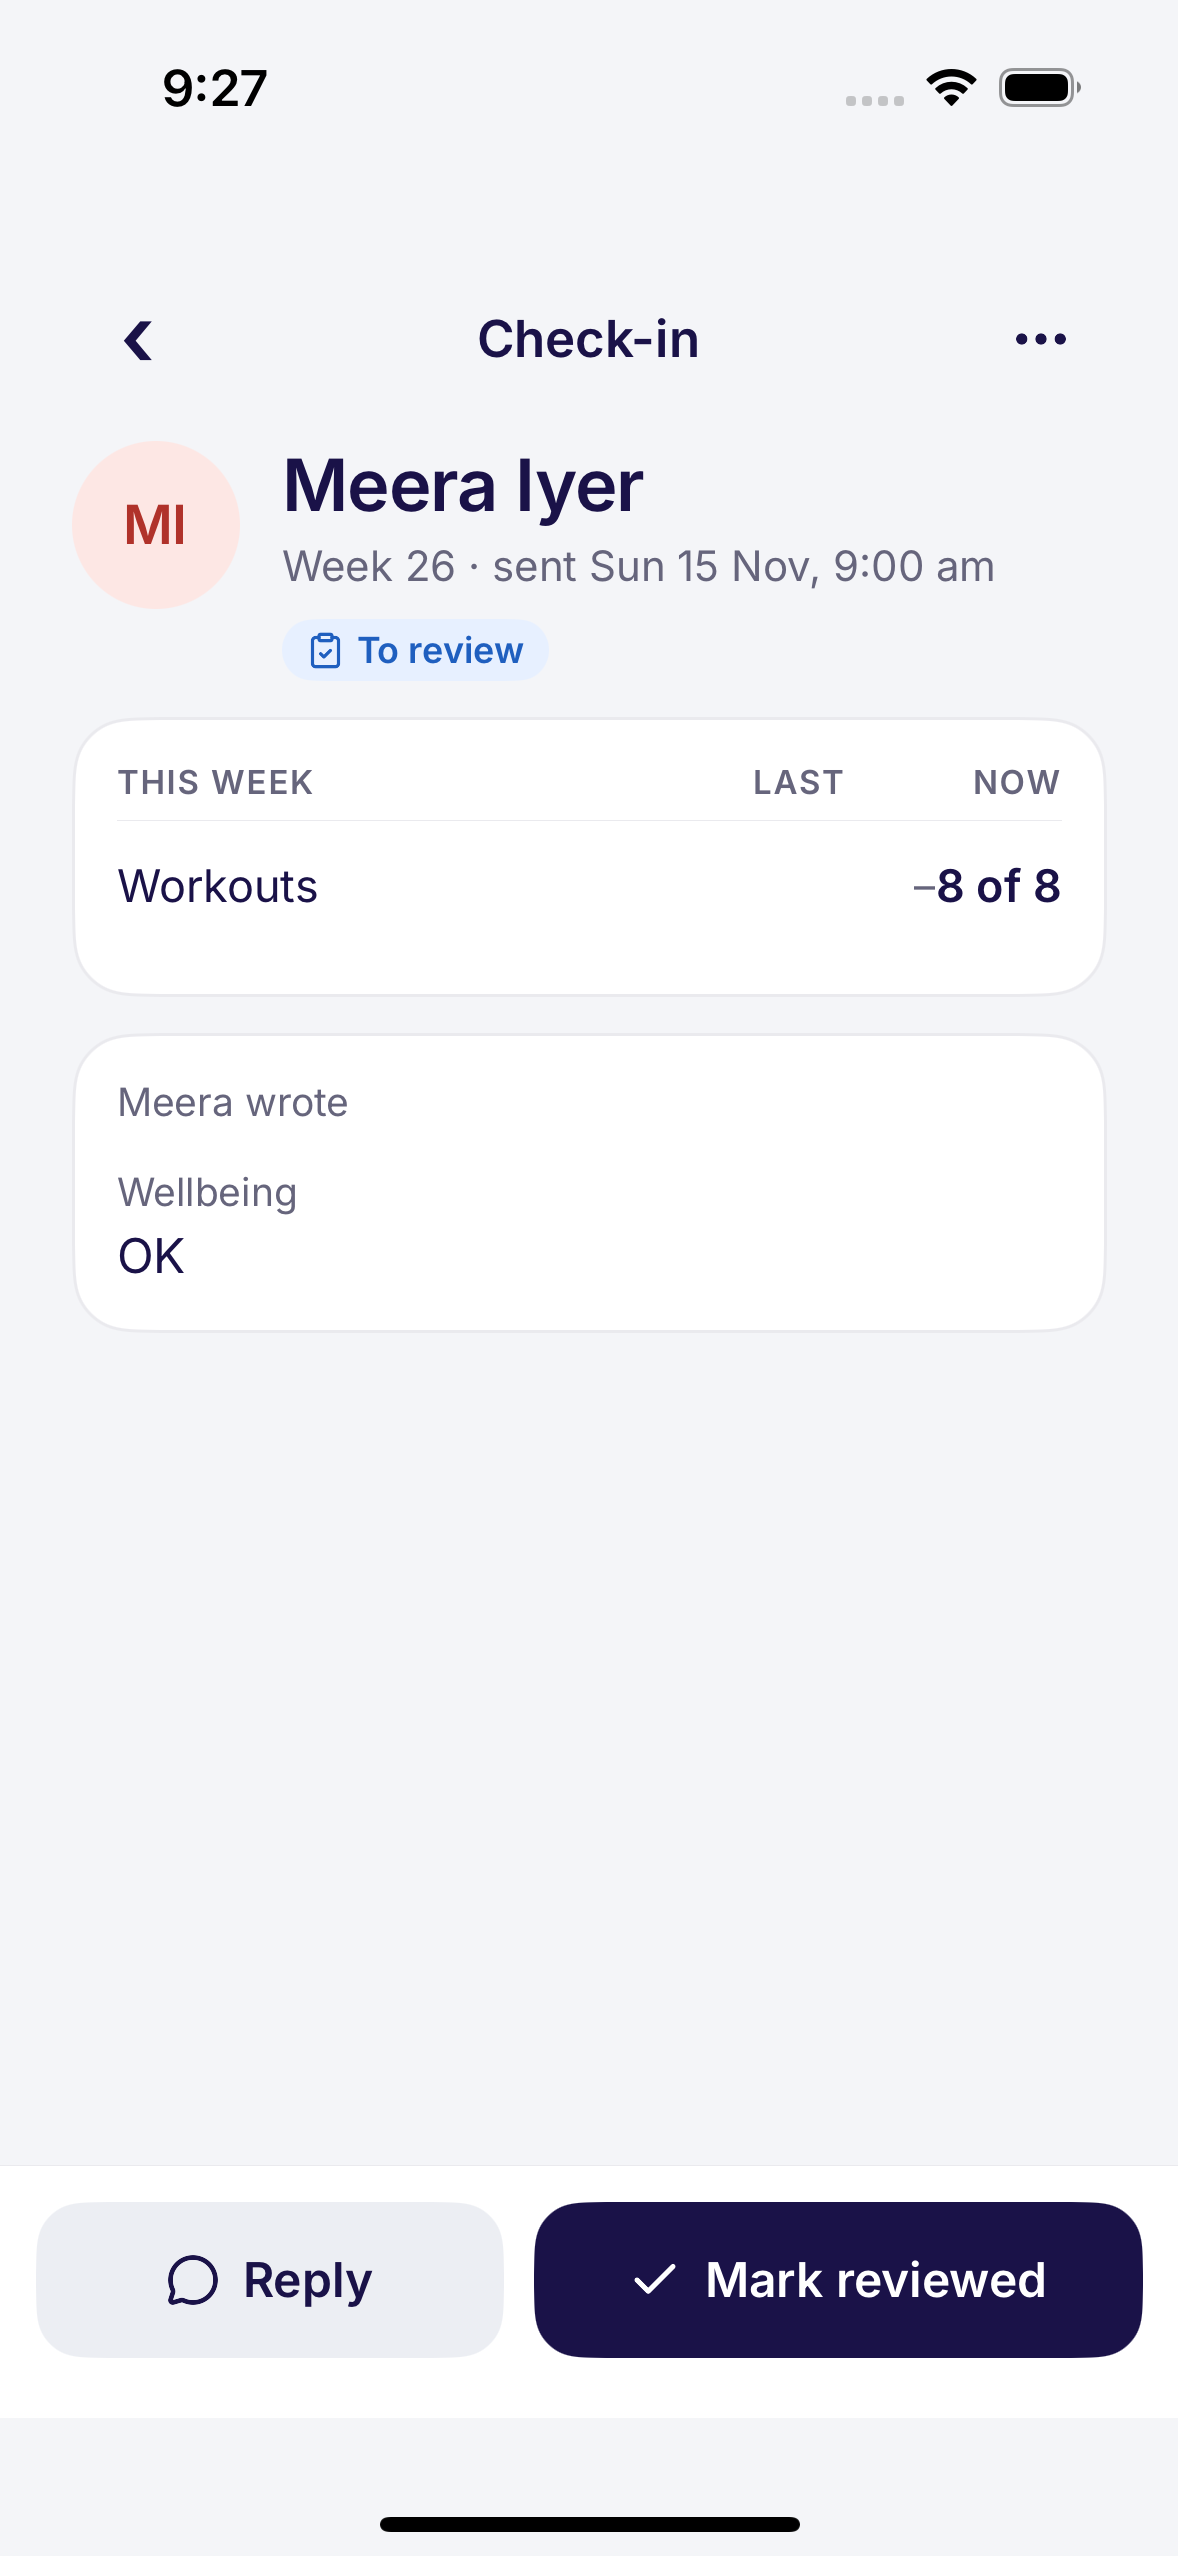 9:27
Check-in
MI
Meera Iyer
Week 26 · sent Sun 15 Nov, 9:00 am
To review
THIS WEEK LAST NOW
Workouts –8 of 8
Meera wrote
Wellbeing
OK
Reply
Mark reviewed